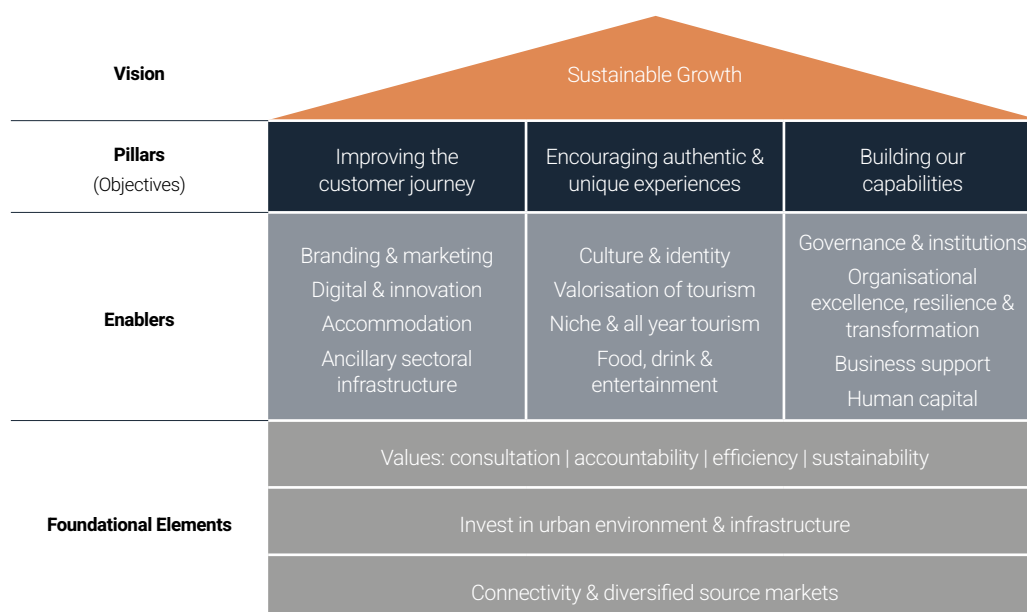 Vision
Sustainable Growth
Pillars
(Objectives)
Improving the
customer journey
Encouraging authentic &
unique experiences
Building our
capabilities
Enablers
Branding & marketing
Digital & innovation
Accommodation
Ancillary sectoral
infrastructure
Culture & identity
Valorisation of tourism
Niche & all year tourism
Food, drink &
entertainment
Governance & institutions
Organisational
excellence, resilience &
transformation
Business support
Human capital
Foundational Elements
Values: consultation | accountability | efficiency | sustainability
Invest in urban environment & infrastructure
Connectivity & diversified source markets